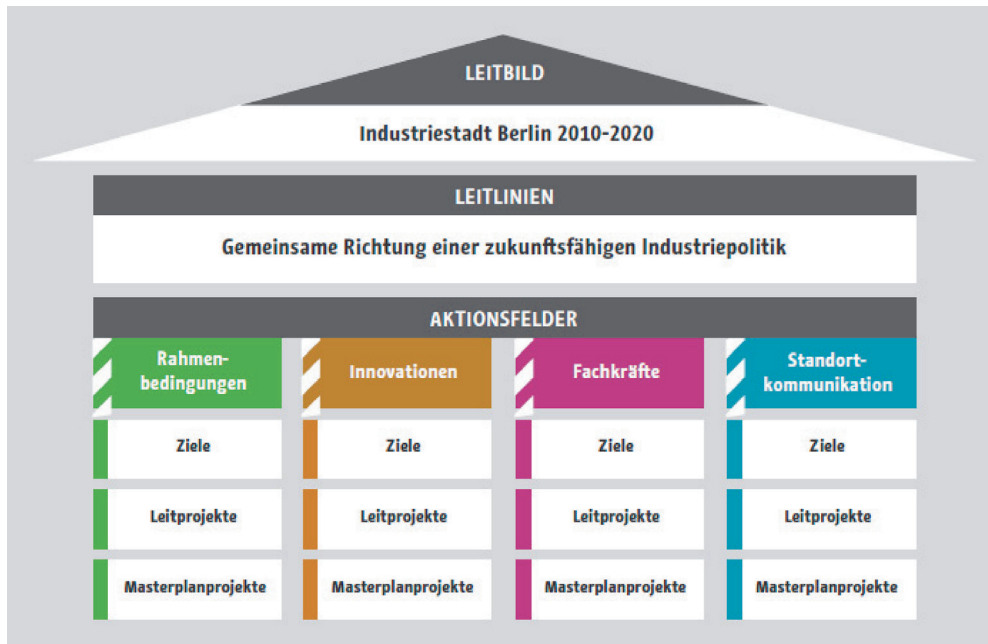 LEITBILD
Industriestadt Berlin 2010-2020
LEITLINIEN
Gemeinsame Richtung einer zukunftsfähigen Industriepolitik
AKTIONSFELDER
Rahmen-
bedingungen
Innovationen
Fachkräfte
Standort-
kommunikation
Ziele
Ziele
Ziele
Ziele
Leitprojekte
Leitprojekte
Leitprojekte
Leitprojekte
Masterplanprojekte
Masterplanprojekte
Masterplanprojekte
Masterplanprojekte